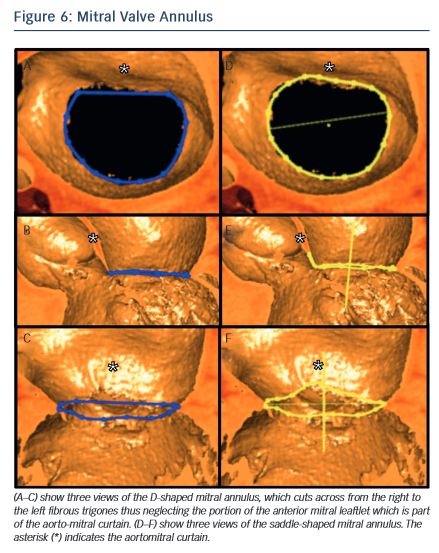 Figure 6: Mitral Valve Annulus
A
*
D
*
B
*
E
*
C
*
F
*
(A–C) show three views of the D-shaped mitral annulus, which cuts across from the right to
the left fibrous trigones thus neglecting the portion of the anterior mitral leaftlet which is part
of the aorto-mitral curtain. (D–F) show three views of the saddle-shaped mitral annulus. The
asterisk (*) indicates the aortomitral curtain.